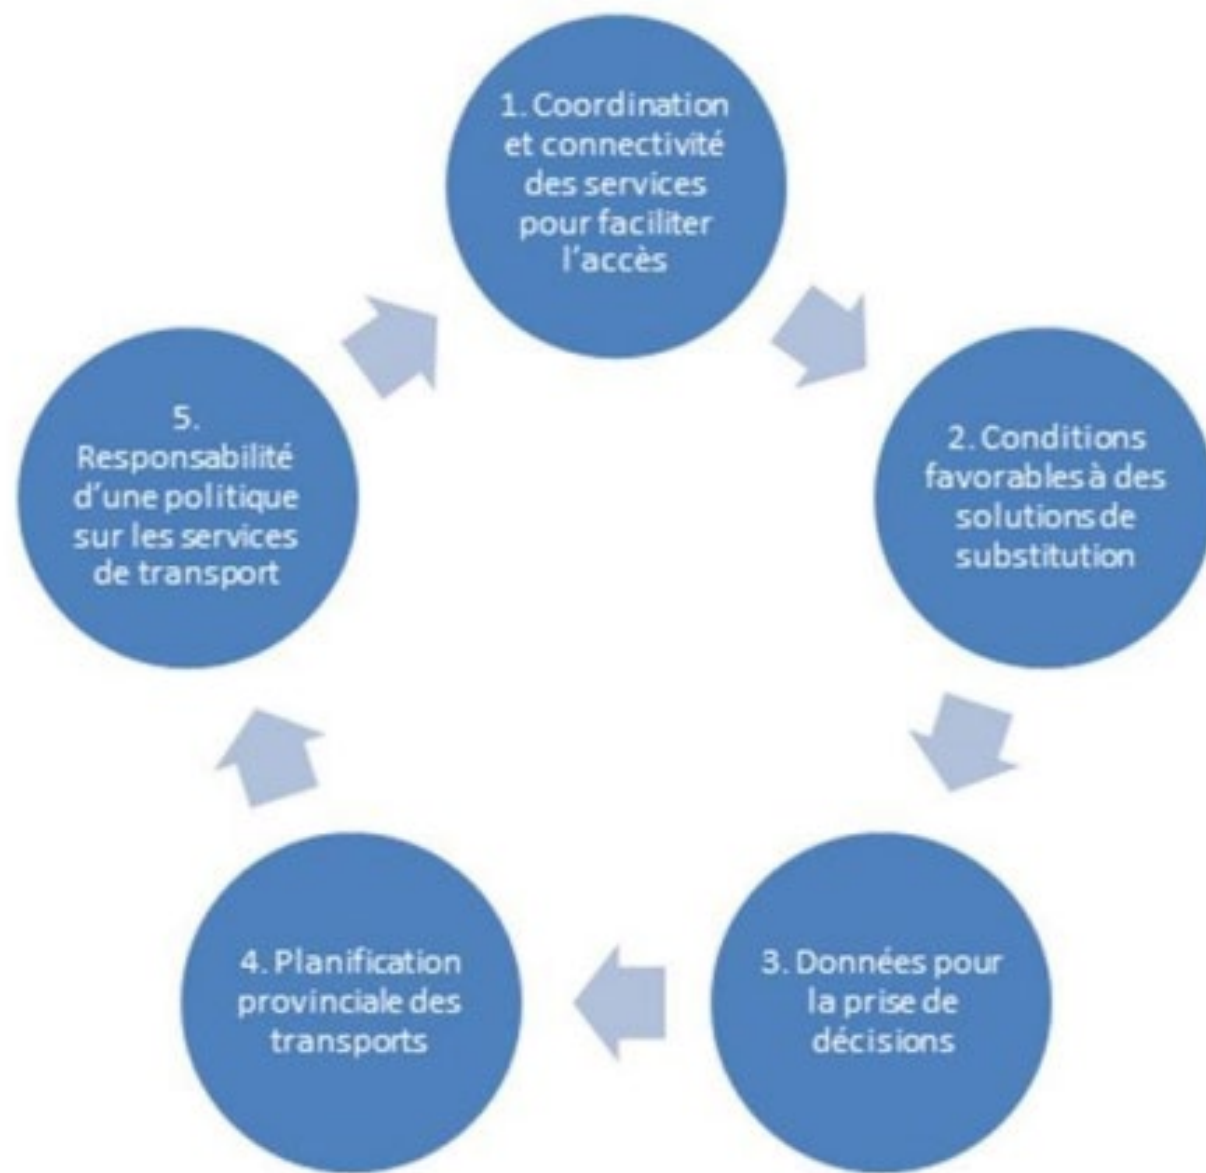 1. Coordination
et connectivité
des services
pour faciliter
l'accès
2. Conditions
favorables à des
solutions de
substitution
3. Données pour
la prise de
décisions
4. Planification
provinciale des
transports
5.
Responsabilité
d'une politique
sur les services
de transport